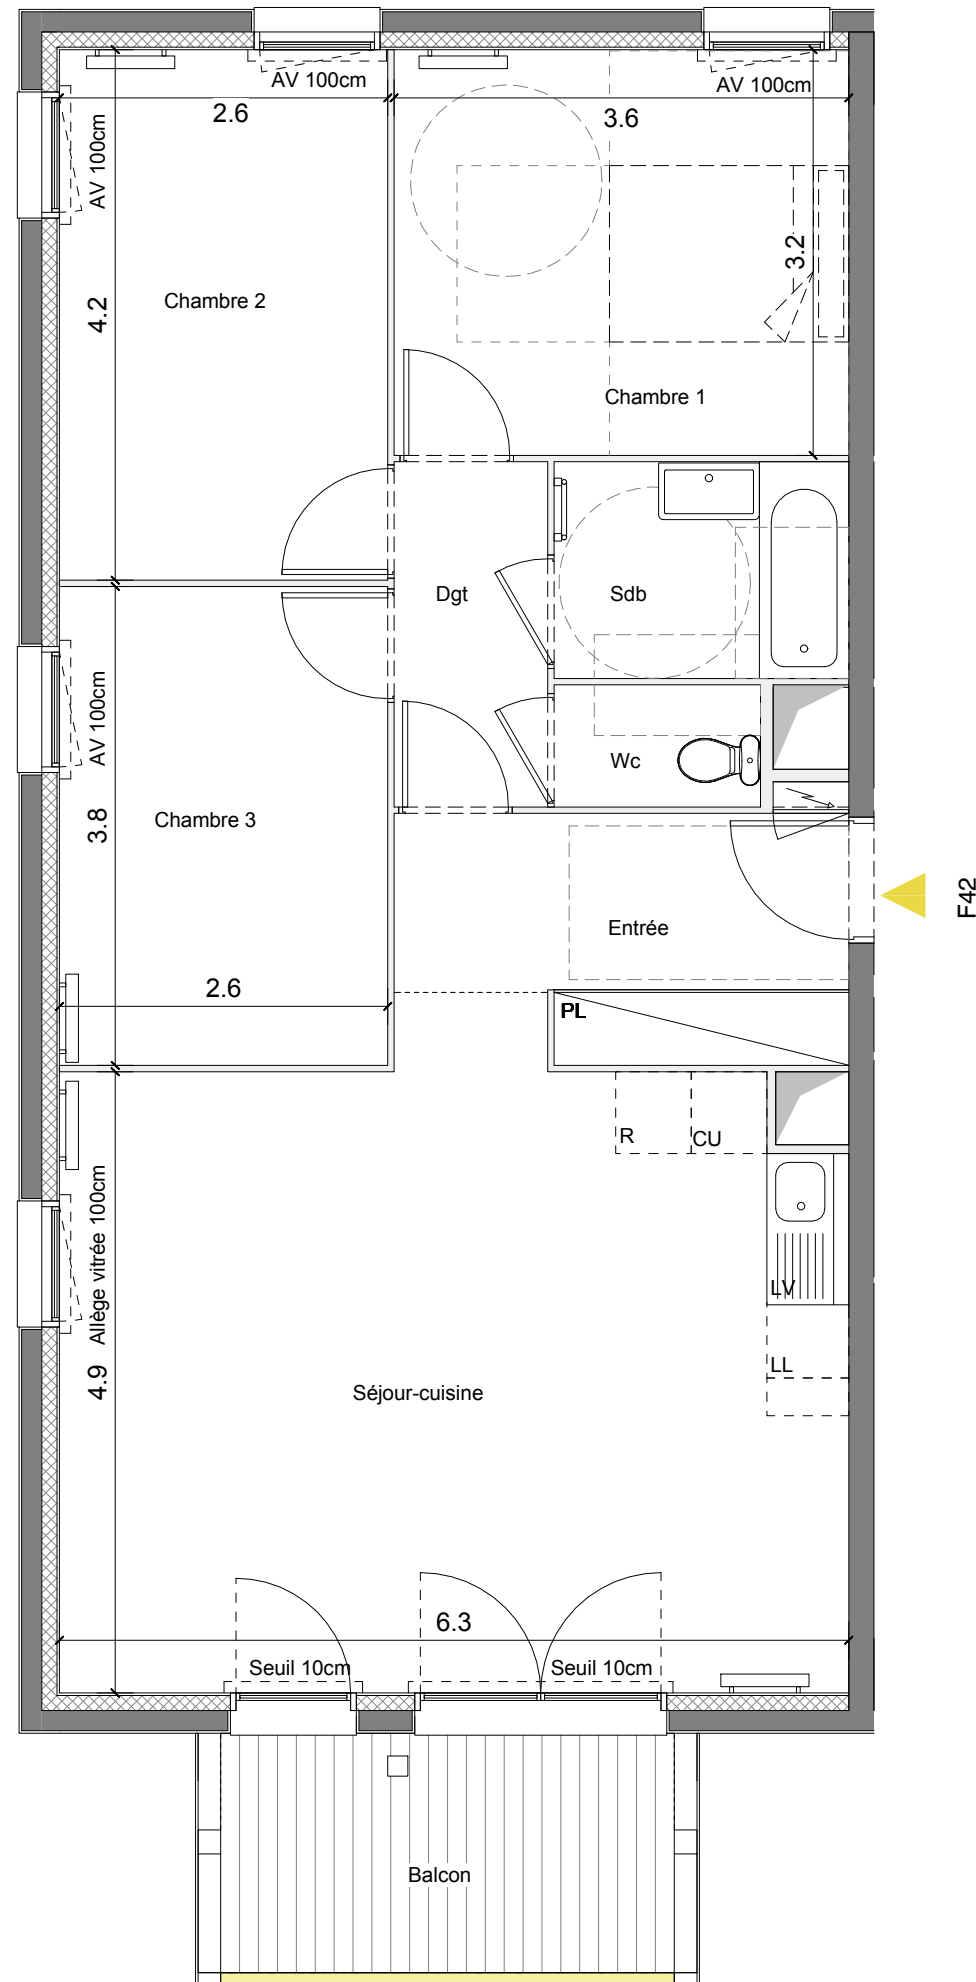 AV 100cm
AV 100cm
2.6
3.6
AV 100cm
3.2
4.2
Chambre 2
Chambre 1
Dgt
Sdb
AV 100cm
Wc
3.8
Chambre 3
F42
Entrée
2.6
PL
R
CU
Allège vitrée 100cm
LV
LL
4.9
Séjour-cuisine
6.3
Seuil 10cm
Seuil 10cm
Balcon